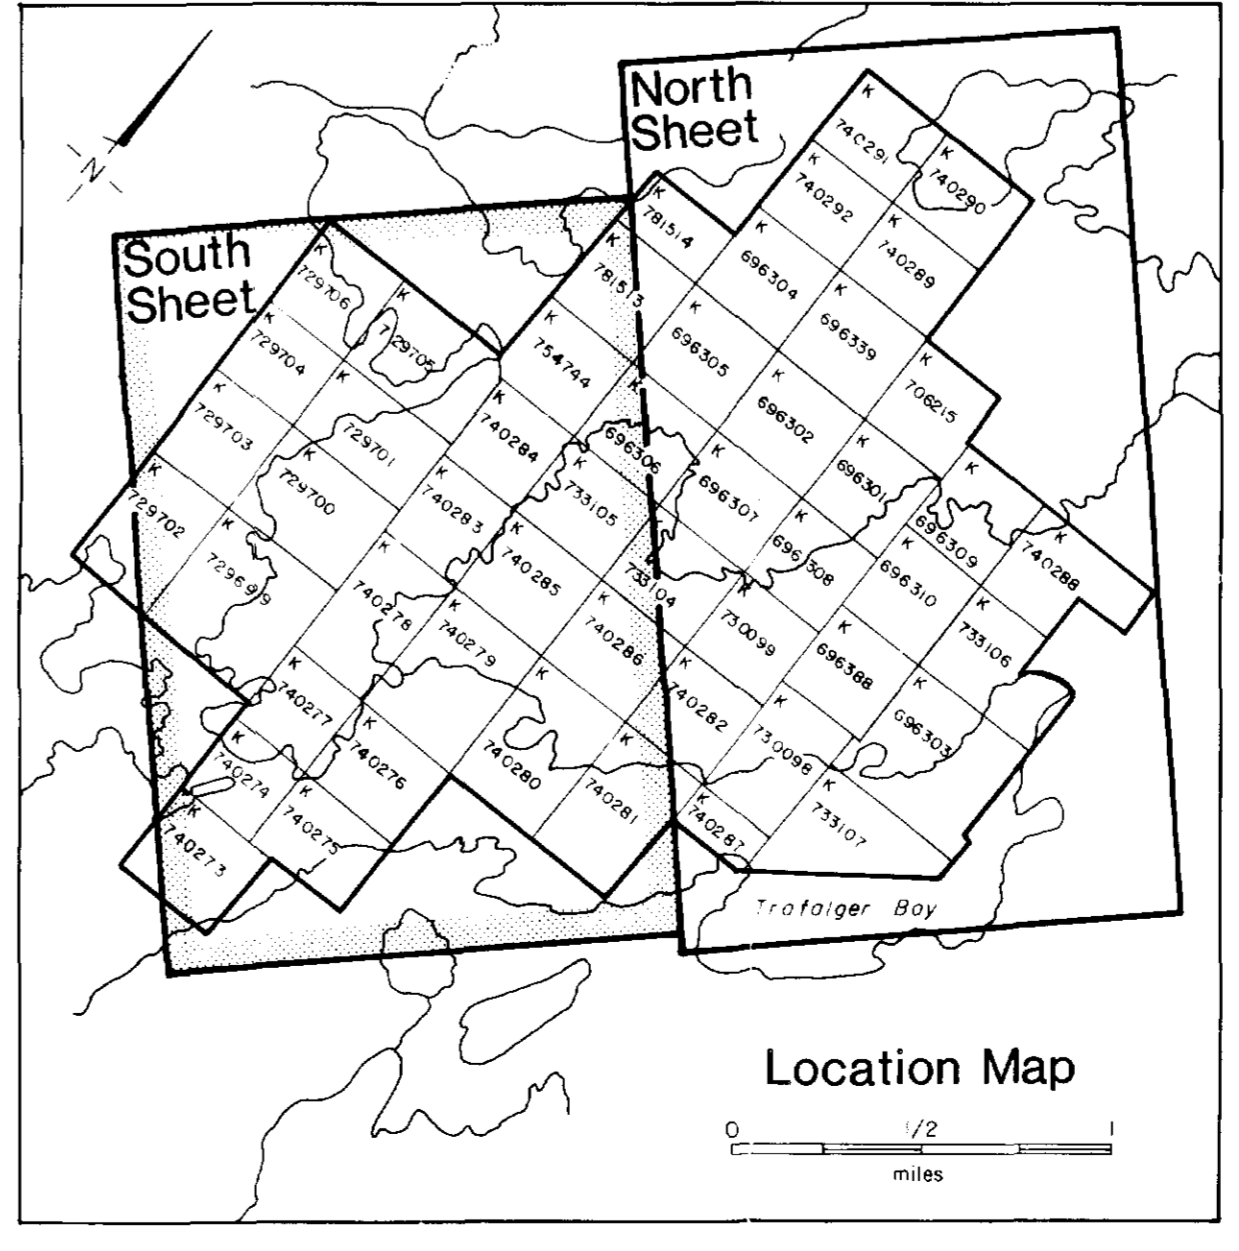 North
Sheet
South
Sheet
N
K
740291
K
740290
K
740292
K
740289
K
781514
K
696304
K
696339
K
706215
K
781513
K
696305
K
696302
K
696301
K
696309
K
740288
K
729706
K
729705
K
729704
K
729703
K
729702
K
729701
K
729700
K
729699
K
754744
K
740284
K
696306
K
733105
K
696307
K
696308
K
696310
K
733106
K
740283
K
740285
K
733104
K
730099
K
696388
K
696303
K
740278
K
740279
K
740286
K
740282
K
730098
K
733107
K
740277
K
740276
K
740280
K
740281
K
740287
K
740274
K
740275
K
740273
Trafalger Bay
Location Map
0 1/2 1
miles